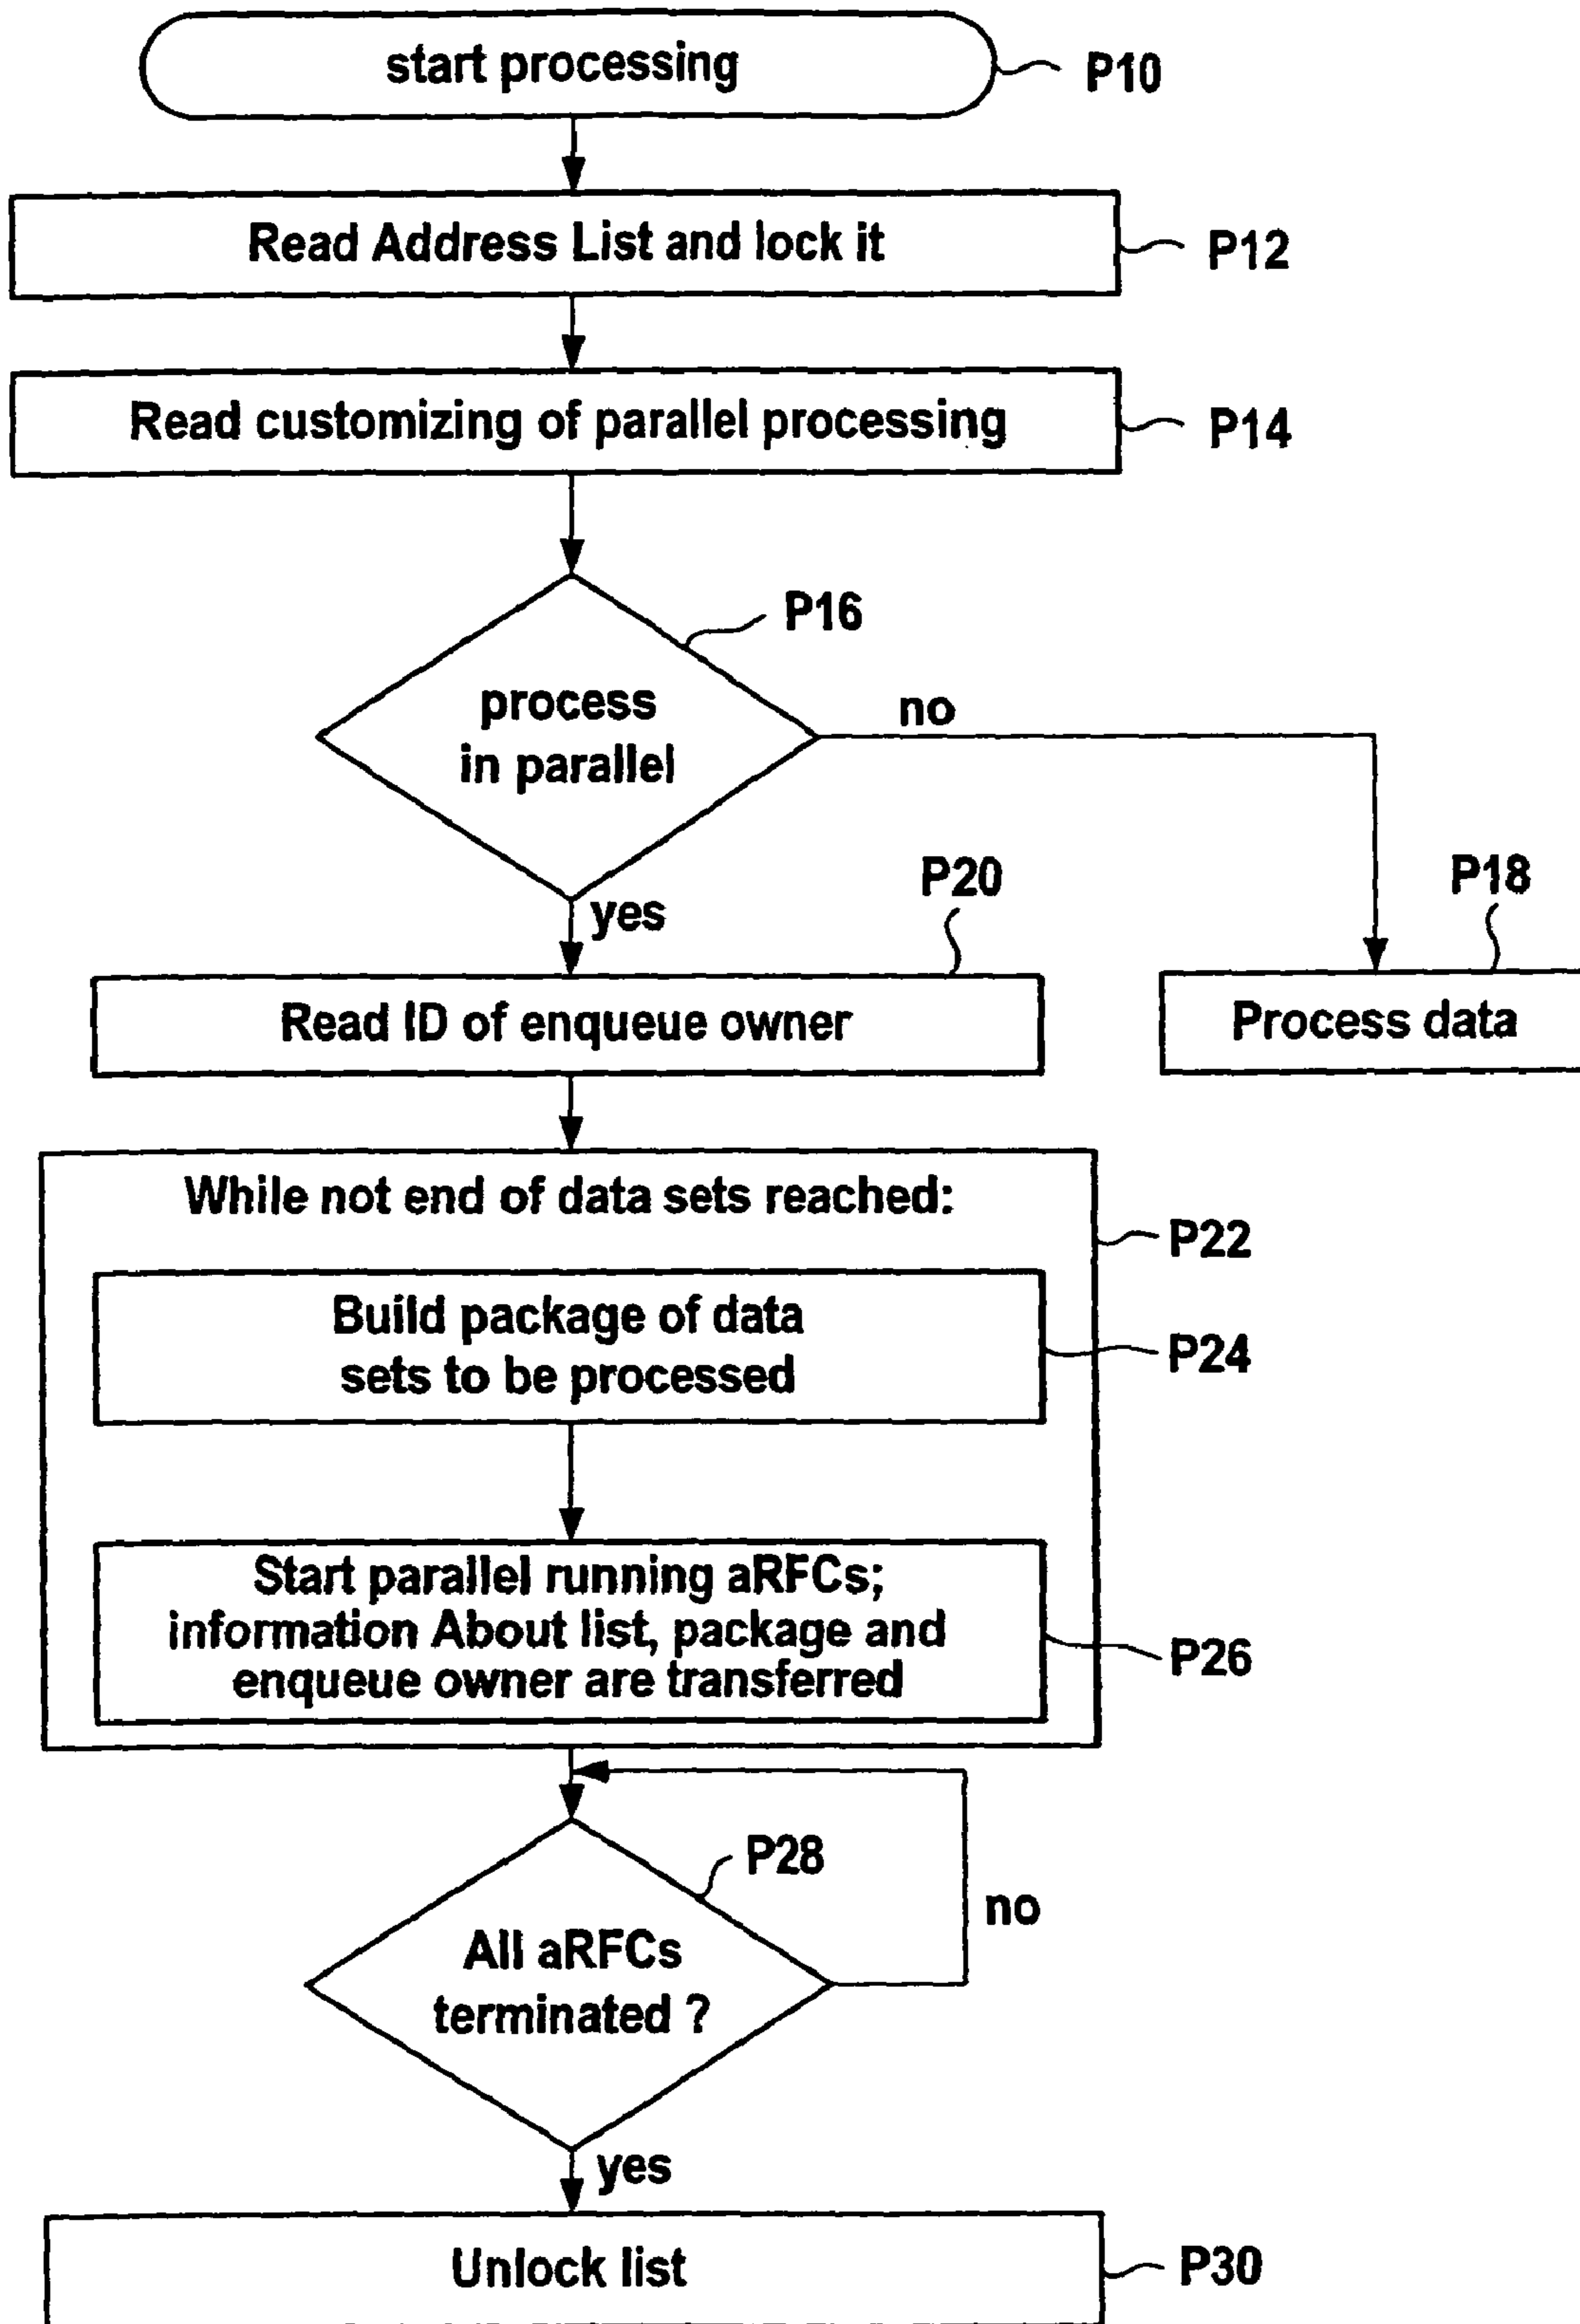 start processing
P10
Read Address List and lock it
P12
Read customizing of parallel processing
P14
P16
process
in parallel
no
yes
P20
P18
Read ID of enqueue owner
Process data
While not end of data sets reached:
P22
Build package of data
sets to be processed
P24
Start parallel running aRFCs;
information About list, package and
enqueue owner are transferred
P26
P28
All aRFCs
terminated ?
no
yes
Unlock list
P30